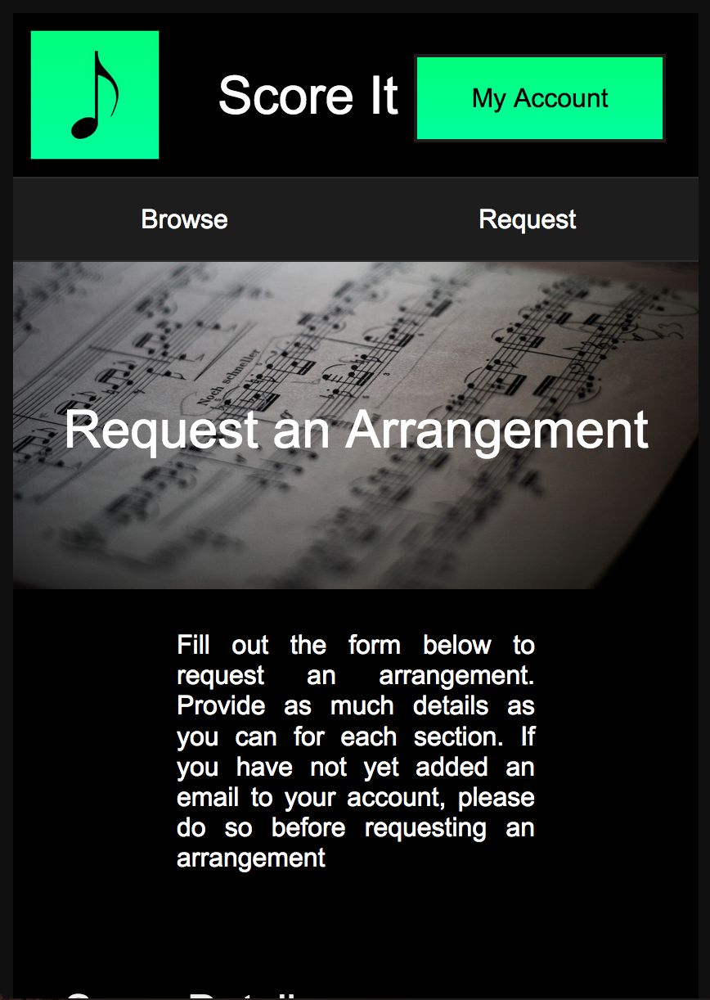 Score It
My Account
Browse
Request
Noch schneller
Request an Arrangement
Fill out the form below to
request an arrangement.
Provide as much details as
you can for each section. If
you have not yet added an
email to your account, please
do so before requesting an
arrangement